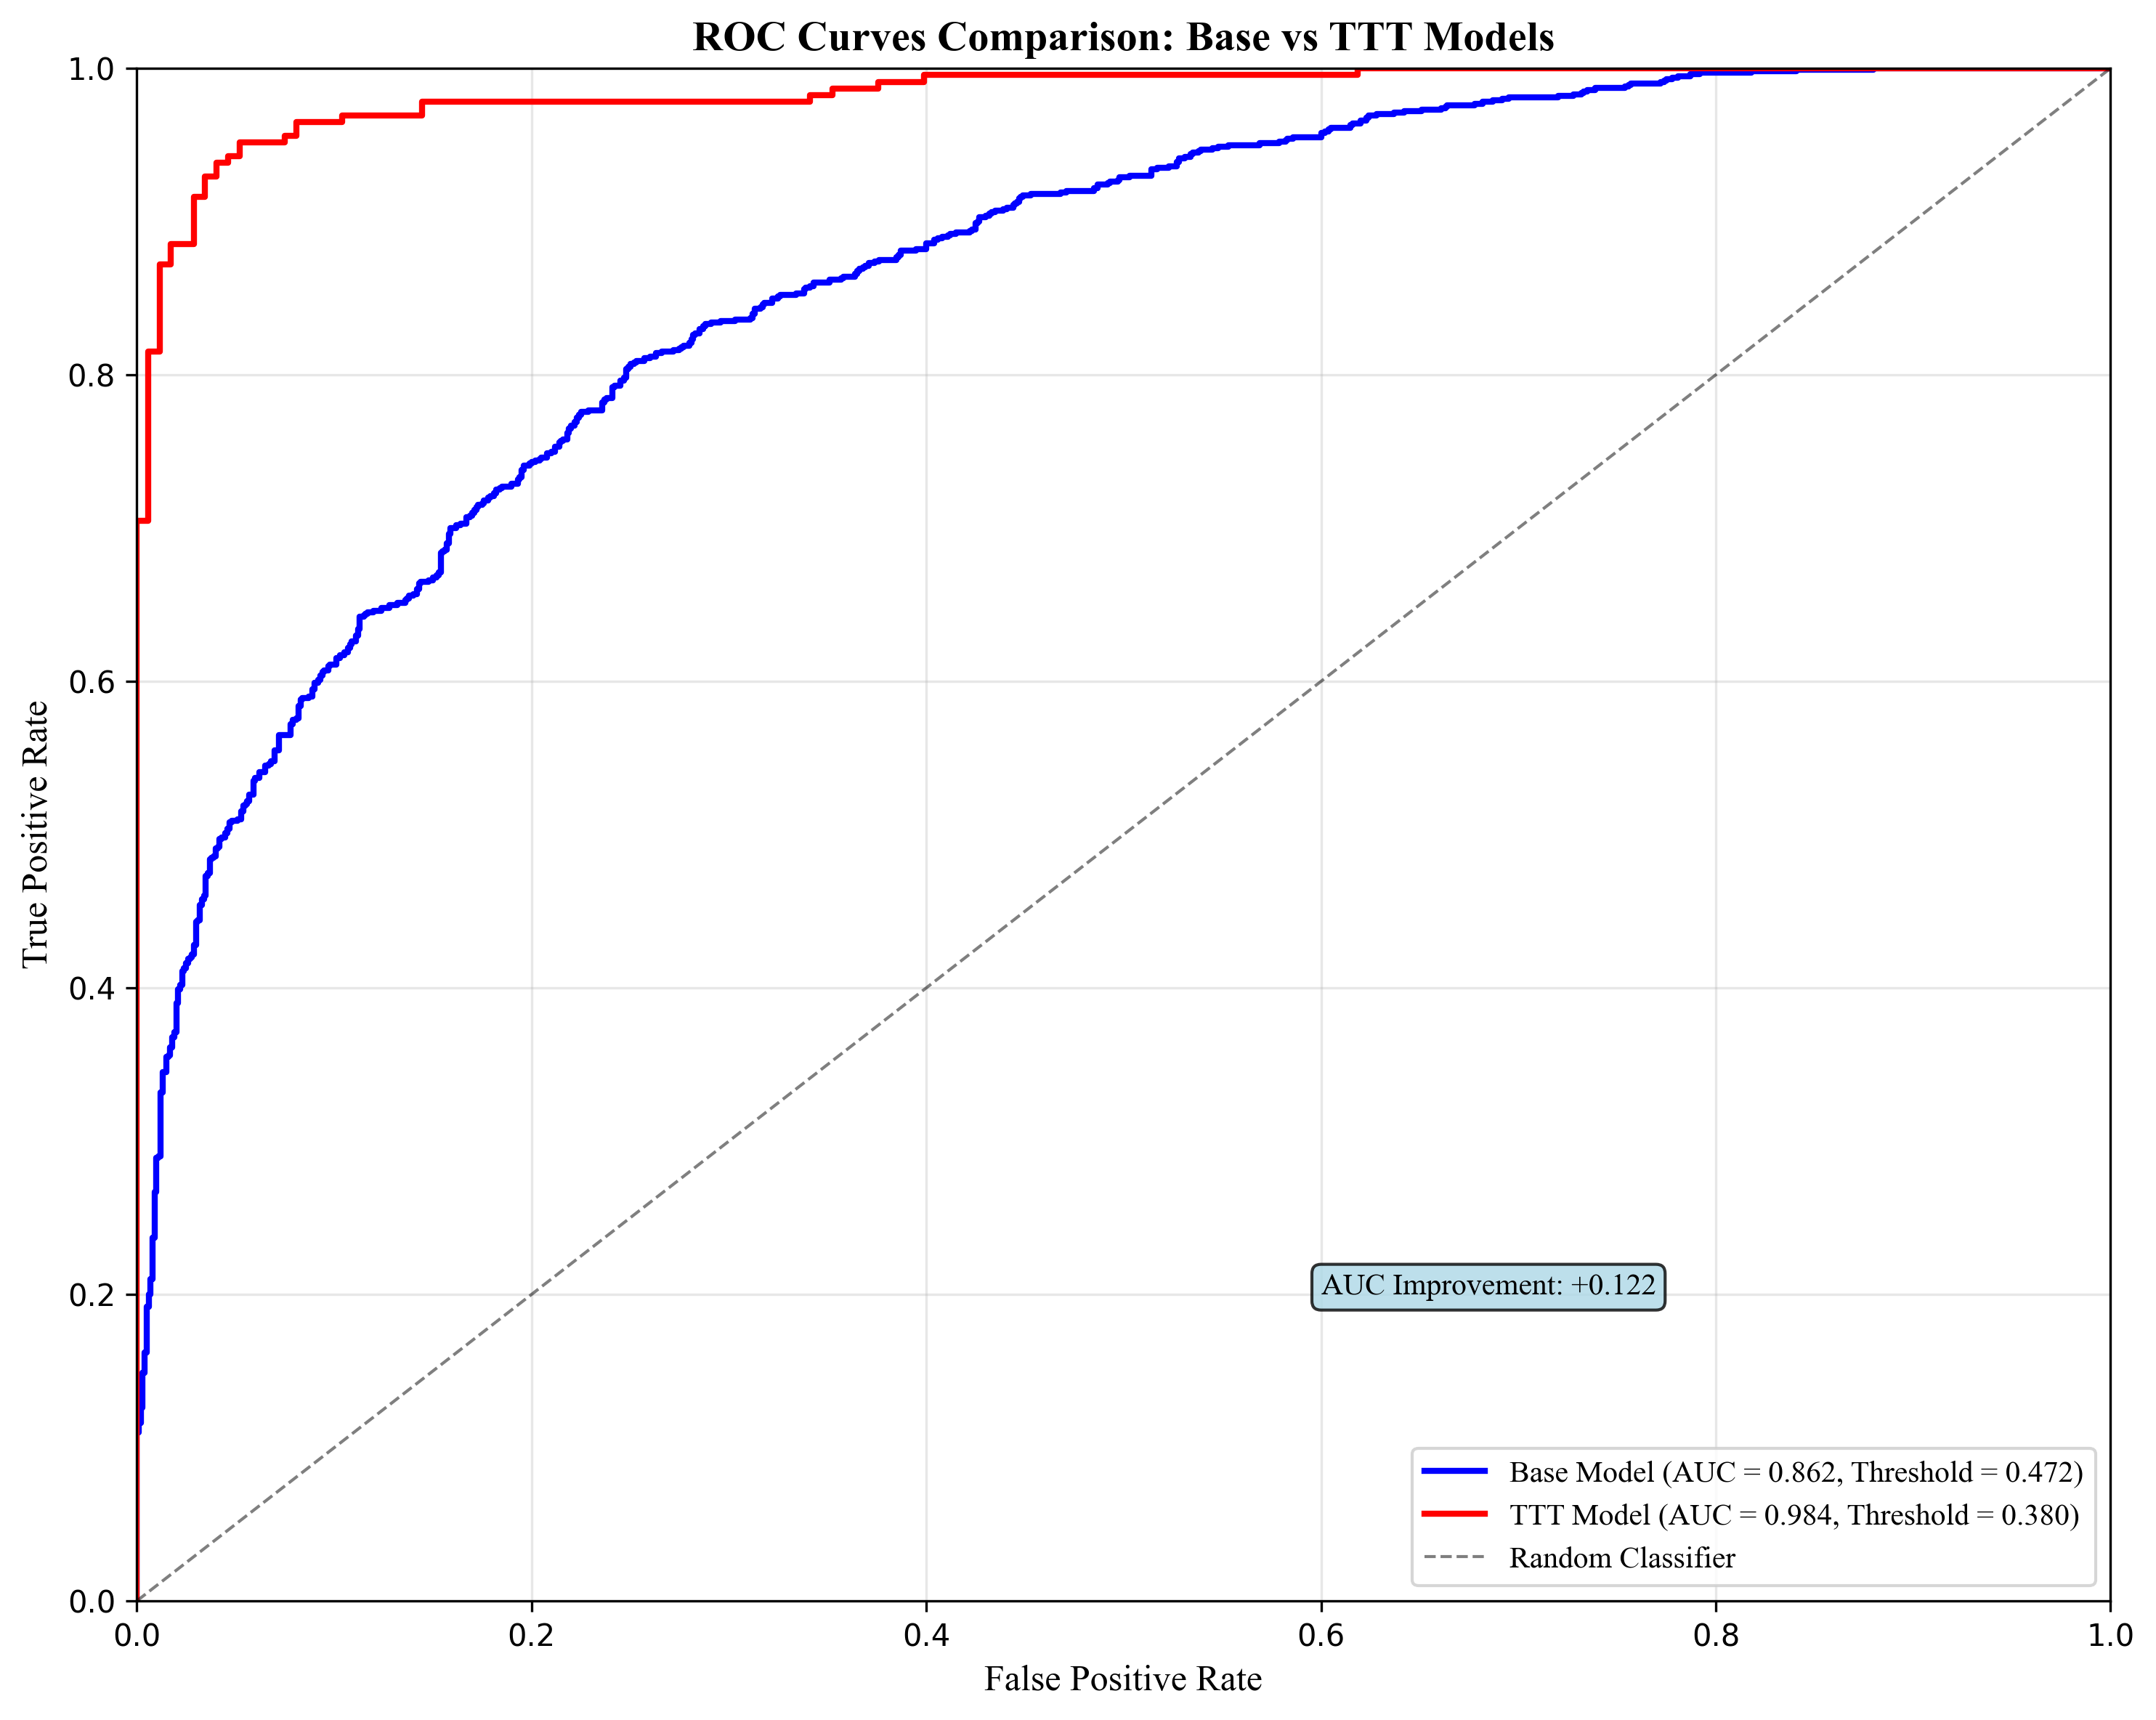 ROC Curves Comparison: Base vs TTT Models
1.0
0.8
0.6
0.4
0.2
0.0
True Positive Rate
AUC Improvement: +0.122
Base Model (AUC = 0.862, Threshold = 0.472)
TTT Model (AUC = 0.984, Threshold = 0.380)
Random Classifier
0.0 0.2 0.4 0.6 0.8 1.0
False Positive Rate